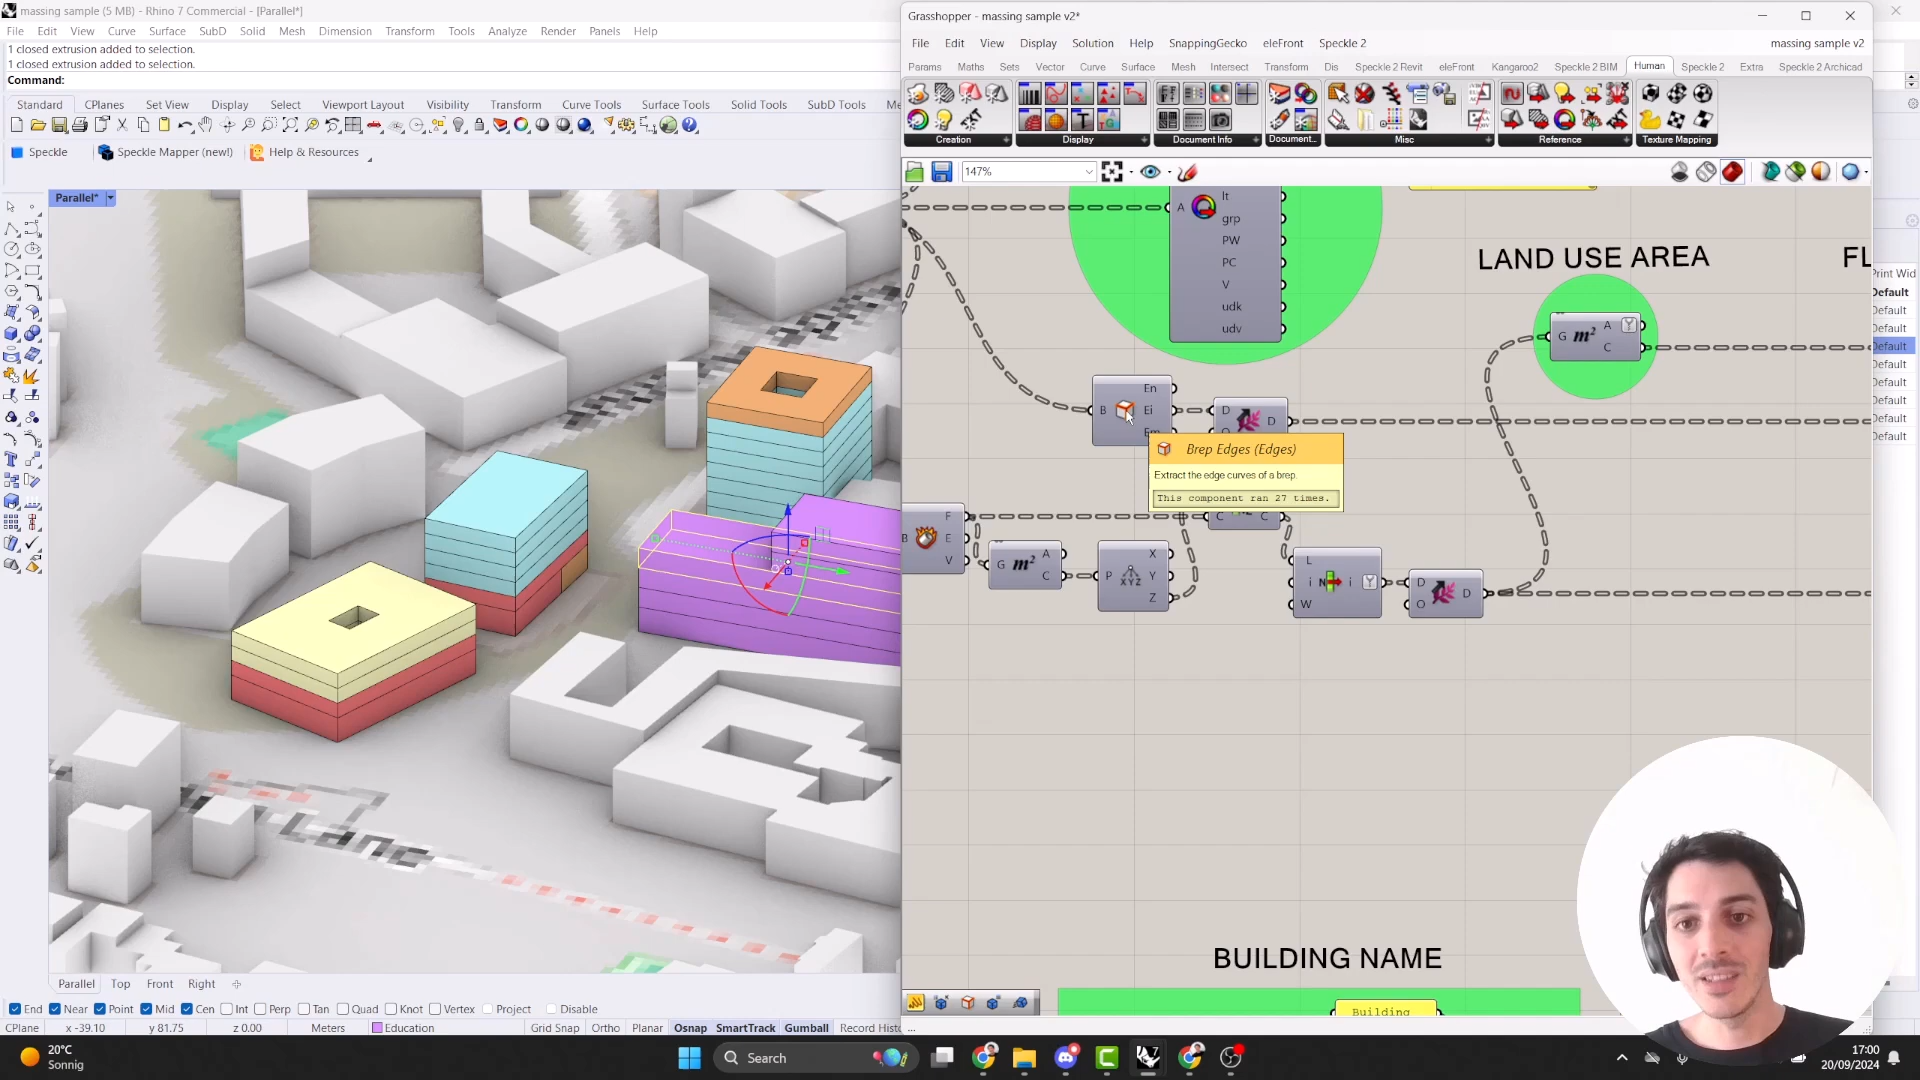 massing sample (5 MB) - Rhino 7 Commercial - [Parallel*]
File Edit View Curve Surface SubD Solid Mesh Dimension Transform Tools Analyze Render Panels Help
1 closed extrusion added to selection.
1 closed extrusion added to selection.
Command:
Standard CPlanes Set View Display Select Viewport Layout Visibility Transform Curve Tools Surface Tools Solid Tools SubD Tools Me
Speckle Speckle Mapper (new!) Help & Resources
Parallel*
Lanc
Parallel Top Front Right
End Near Point Mid Cen Int Perp Tan Quad Knot Vertex Project Disable
CPlane x -39.10 y 81.75 z 0.00 Meters Education Grid Snap Ortho Planar Osnap SmartTrack Gumball Record Histo
Grasshopper - massing sample v2*
File Edit View Display Solution Help SnappingGecko eleFront Speckle 2 massing sample v2
Params Maths Sets Vector Curve Surface Mesh Intersect Transform Dis Speckle 2 Revit eleFront Speckle 2 BIM Kangaroo2 Human Speckle 2 Extra Speckle 2 Archicad
Creation Display Document Info Document... Misc Reference Texture Mapping
147%
A lt
grp
PW
PC
V
udk
udv
LAND USE AREA
FL
G m² A
C
B En
Ei
Em
D D
Brep Edges (Edges)
Extract the edge curves of a brep.
This component ran 27 times.
B F
E
V
C C
G m² A
C
P XYZ X
Y
Z
L
i N i
W
D D
O
BUILDING NAME
Building
...
Print Wid
Default
Default
Default
Default
Default
Default
Default
Default
Default
20°C
Sonnig
Search
17:00
20/09/2024